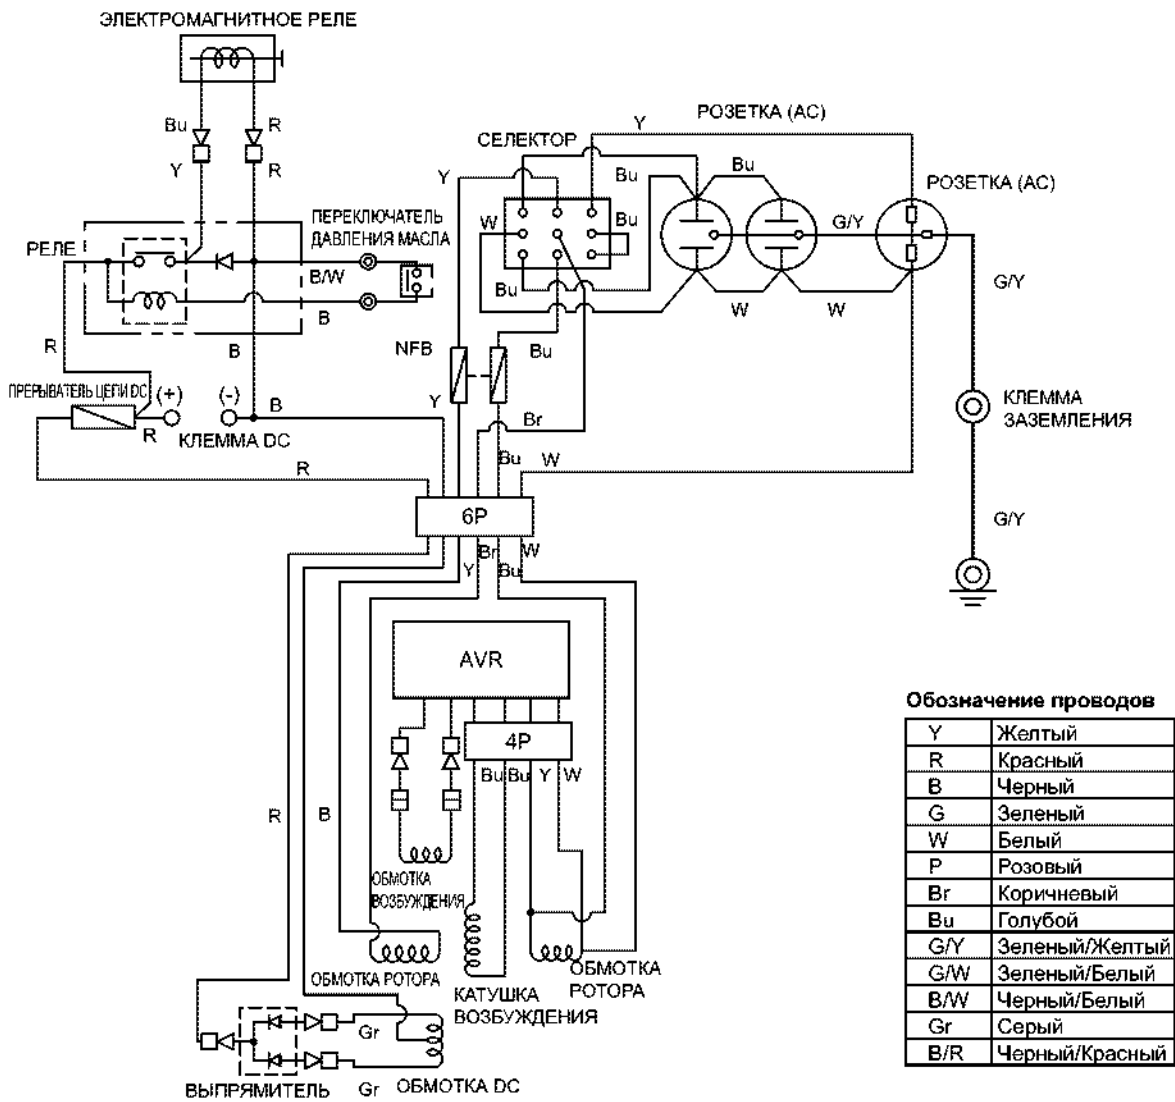 ЭЛЕКТРОМАГНИТНОЕ РЕЛЕ
Bu
R
Y
R
РОЗЕТКА (AC)
Y
СЕЛЕКТОР
Y
Bu
Bu
РОЗЕТКА (AC)
ПЕРЕКЛЮЧАТЕЛЬ
ДАВЛЕНИЯ МАСЛА
W
Bu
G/Y
РЕЛЕ
B/W
Bu
G/Y
B
W
W
R
B
NFB
Bu
ПРЕРЫВАТЕЛЬ ЦЕПИ DC
(+)
(-)
Y
КЛЕММА
ЗАЗЕМЛЕНИЯ
B
R
КЛЕММА DC
Br
R
Bu
W
6P
G/Y
Br
W
Y
Bu
AVR
4P
Bu
Bu
Y
W
R
B
ОБМОТКА
ВОЗБУЖДЕНИЯ
ОБМОТКА РОТОРА
КАТУШКА
ВОЗБУЖДЕНИЯ
ОБМОТКА
РОТОРА
Gr
ВЫПРЯМИТЕЛЬ
Gr
ОБМОТКА DC
Обозначение проводов
Y Желтый
R Красный
B Черный
G Зеленый
W Белый
P Розовый
Br Коричневый
Bu Голубой
G/Y Зеленый/Желтый
G/W Зеленый/Белый
B/W Черный/Белый
Gr Серый
B/R Черный/Красный